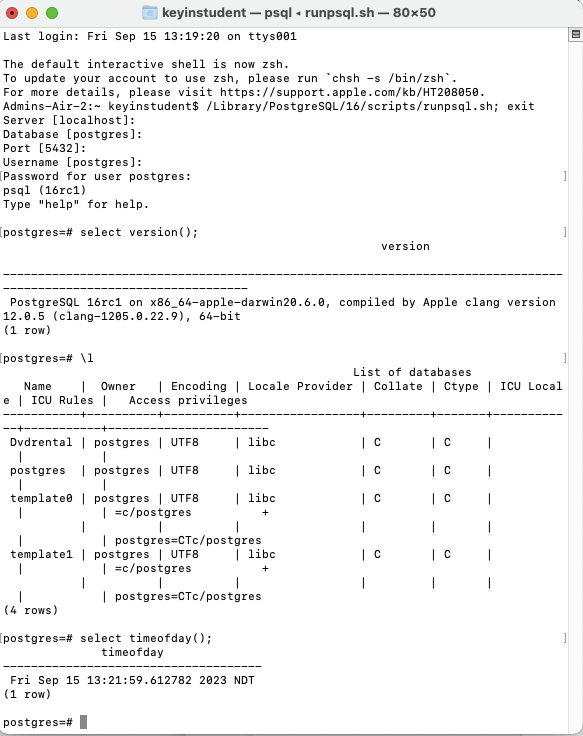 keyinstudent — psql ◂ runpsql.sh — 80×50
Last login: Fri Sep 15 13:19:20 on ttys001

The default interactive shell is now zsh.
To update your account to use zsh, please run `chsh -s /bin/zsh`.
For more details, please visit https://support.apple.com/kb/HT208050.
Admins-Air-2:~ keyinstudent$ /Library/PostgreSQL/16/scripts/runpsql.sh; exit
Server [localhost]:
Database [postgres]:
Port [5432]:
Username [postgres]:
[Password for user postgres:                                                     ]
psql (16rc1)
Type "help" for help.

[postgres=# select version();                                                    ]
                                                      version

--------------------------------------------------------------------------------
-----------------------------------
 PostgreSQL 16rc1 on x86_64-apple-darwin20.6.0, compiled by Apple clang version
12.0.5 (clang-1205.0.22.9), 64-bit
(1 row)

[postgres=# \l                                                                   ]
                                                  List of databases
   Name    |  Owner   | Encoding | Locale Provider | Collate | Ctype | ICU Local
e | ICU Rules |   Access privileges
-----------+----------+----------+-----------------+---------+-------+----------
--+-----------+-----------------------
 Dvdrental | postgres | UTF8     | libc            | C       | C     |
  |           |
 postgres  | postgres | UTF8     | libc            | C       | C     |
  |           |
 template0 | postgres | UTF8     | libc            | C       | C     |
  |           | =c/postgres          +
           |          |          |                 |         |       |
  |           | postgres=CTc/postgres
 template1 | postgres | UTF8     | libc            | C       | C     |
  |           | =c/postgres          +
           |          |          |                 |         |       |
  |           | postgres=CTc/postgres
(4 rows)

[postgres=# select timeofday();                                                  ]
              timeofday
-------------------------------------
 Fri Sep 15 13:21:59.612782 2023 NDT
(1 row)

postgres=#